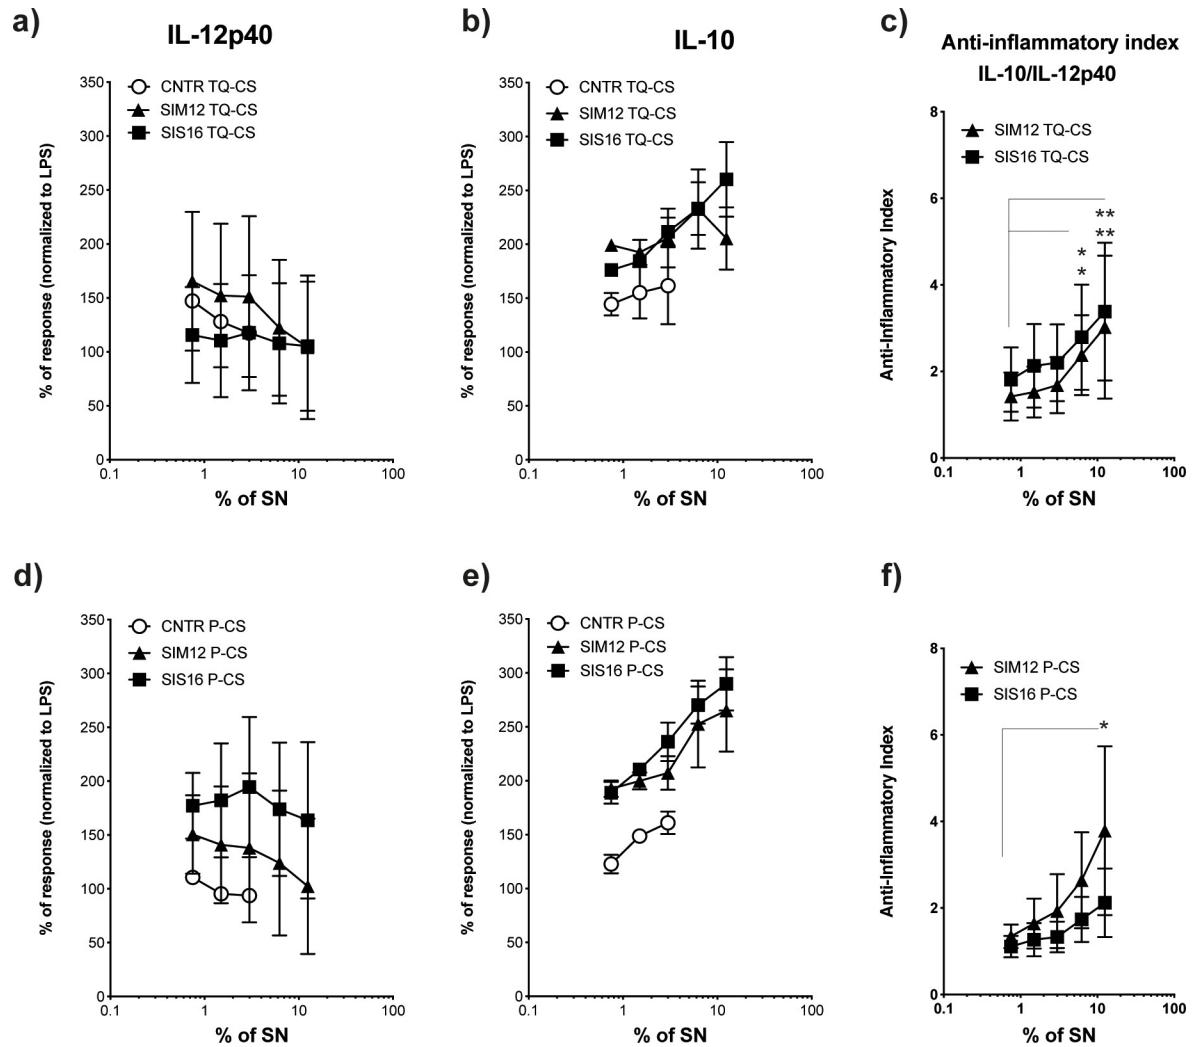 a)
IL-12p40
350
300
250
200
150
100
50
0
0.1
1
10
100
% of response (normalized to LPS)
% of SN
CNTR TQ-CS
SIM12 TQ-CS
SIS16 TQ-CS
b)
IL-10
350
300
250
200
150
100
50
0
0.1
1
10
100
% of response (normalized to LPS)
% of SN
CNTR TQ-CS
SIM12 TQ-CS
SIS16 TQ-CS
c)
Anti-inflammatory index
IL-10/IL-12p40
8
6
4
2
0
0.1
1
10
100
Anti-Inflammatory Index
% of SN
SIM12 TQ-CS
SIS16 TQ-CS
**
**
*
*
d)
350
300
250
200
150
100
50
0
0.1
1
10
100
% of response (normalized to LPS)
% of SN
CNTR P-CS
SIM12 P-CS
SIS16 P-CS
e)
350
300
250
200
150
100
50
0
0.1
1
10
100
% of response (normalized to LPS)
% of SN
CNTR P-CS
SIM12 P-CS
SIS16 P-CS
f)
8
6
4
2
0
0.1
1
10
100
Anti-Inflammatory Index
% of SN
SIM12 P-CS
SIS16 P-CS
*